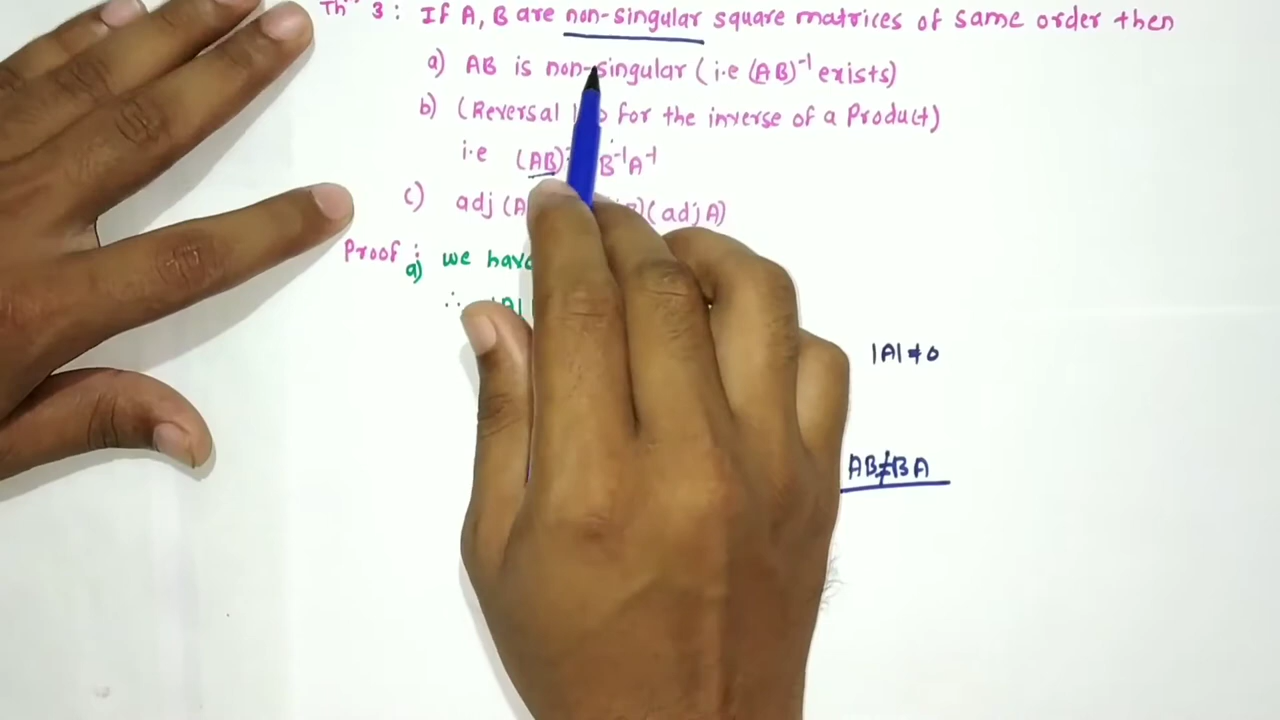 Thm 3: If A, B are non-singular square matrices of same order then
a) AB is non-singular (i.e (AB)⁻¹ exists)
b) (Reversal for the inverse of a Product)
i.e (AB) B⁻¹A⁻¹
c) adj (A )(adj A)
Proof: a) we have
∴ |A|
|A| ≠ 0
AB ≠ BA